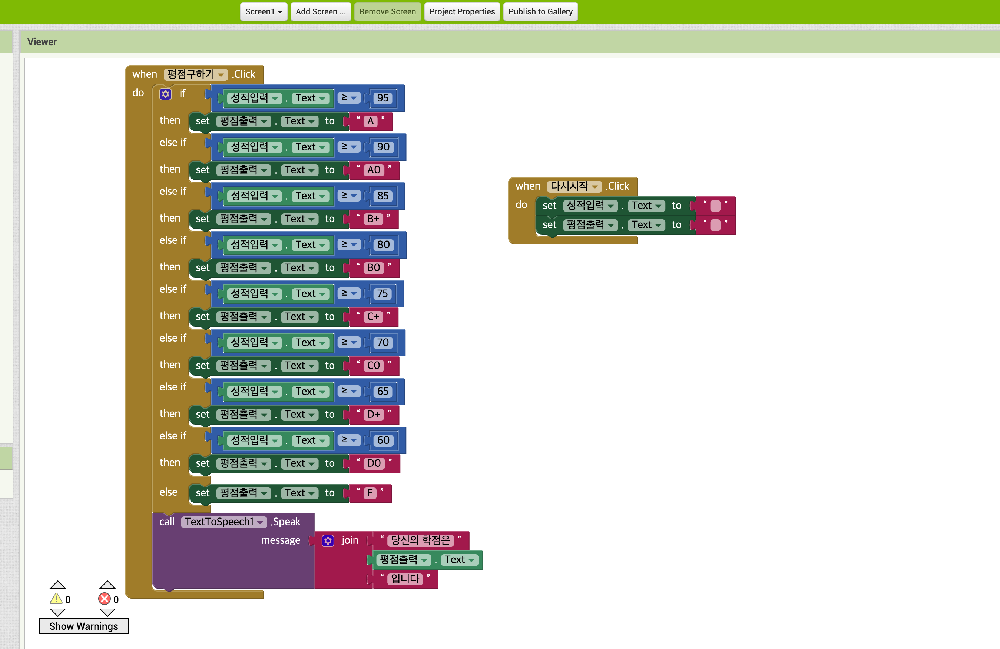 Screen1 Add Screen ... Remove Screen Project Properties Publish to Gallery
Viewer
when 평점구하기 .Click
do if 성적입력 . Text ≥ 95
then set 평점출력 . Text to “ A ”
else if 성적입력 . Text ≥ 90
then set 평점출력 . Text to “ A0 ”
else if 성적입력 . Text ≥ 85
then set 평점출력 . Text to “ B+ ”
else if 성적입력 . Text ≥ 80
then set 평점출력 . Text to “ B0 ”
else if 성적입력 . Text ≥ 75
then set 평점출력 . Text to “ C+ ”
else if 성적입력 . Text ≥ 70
then set 평점출력 . Text to “ C0 ”
else if 성적입력 . Text ≥ 65
then set 평점출력 . Text to “ D+ ”
else if 성적입력 . Text ≥ 60
then set 평점출력 . Text to “ D0 ”
else set 평점출력 . Text to “ F ”
call TextToSpeech1 .Speak
message join “ 당신의 학점은 ”
평점출력 . Text
“ 입니다 ”
when 다시시작 .Click
do set 성적입력 . Text to “ ”
set 평점출력 . Text to “ ”
0 0
Show Warnings